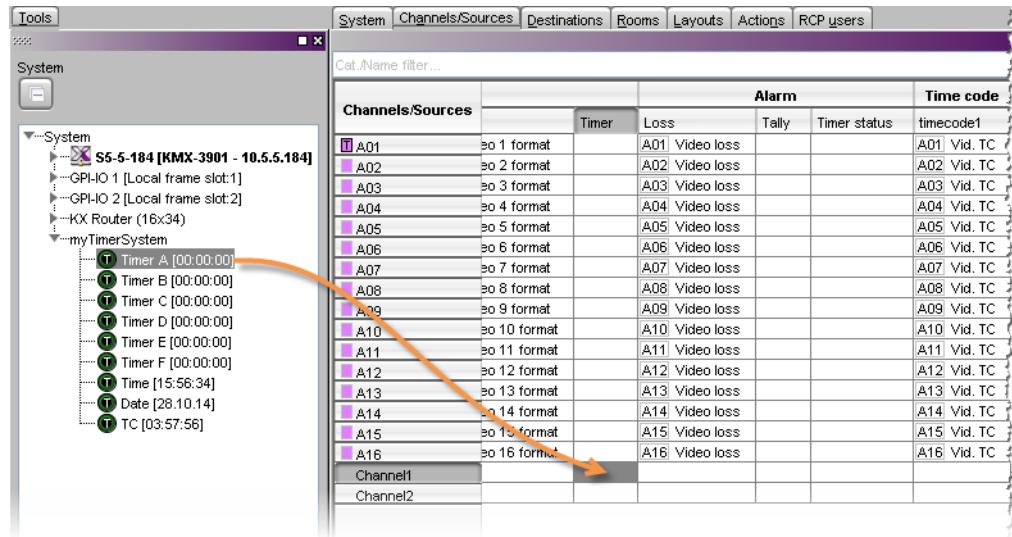 Tools
System
System
S5-5-184 [KMX-3901 - 10.5.5.184]
GPI-IO 1 [Local frame slot:1]
GPI-IO 2 [Local frame slot:2]
KX Router (16x34)
myTimerSystem
T Timer A [00:00:00]
T Timer B [00:00:00]
T Timer C [00:00:00]
T Timer D [00:00:00]
T Timer E [00:00:00]
T Timer F [00:00:00]
T Time [15:56:34]
T Date [28.10.14]
T TC [03:57:56]
System Channels/Sources Destinations Rooms Layouts Actions RCP users
Cat./Name filter...
Channels/Sources Alarm Time code
Timer Loss Tally Timer status timecode1
T A01 eo 1 format A01 Video loss A01 Vid. TC
A02 eo 2 format A02 Video loss A02 Vid. TC
A03 eo 3 format A03 Video loss A03 Vid. TC
A04 eo 4 format A04 Video loss A04 Vid. TC
A05 eo 5 format A05 Video loss A05 Vid. TC
A06 eo 6 format A06 Video loss A06 Vid. TC
A07 eo 7 format A07 Video loss A07 Vid. TC
A08 eo 8 format A08 Video loss A08 Vid. TC
A09 eo 9 format A09 Video loss A09 Vid. TC
A10 eo 10 format A10 Video loss A10 Vid. TC
A11 eo 11 format A11 Video loss A11 Vid. TC
A12 eo 12 format A12 Video loss A12 Vid. TC
A13 eo 13 format A13 Video loss A13 Vid. TC
A14 eo 14 format A14 Video loss A14 Vid. TC
A15 eo 15 format A15 Video loss A15 Vid. TC
A16 eo 16 format A16 Video loss A16 Vid. TC
Channel1
Channel2